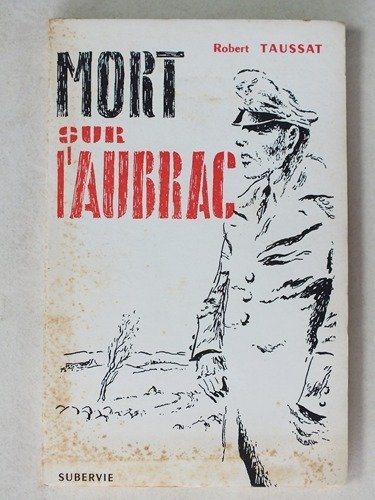 Robert TAUSSAT
MORT
SUR
l'AUBRAC
SUBERVIE